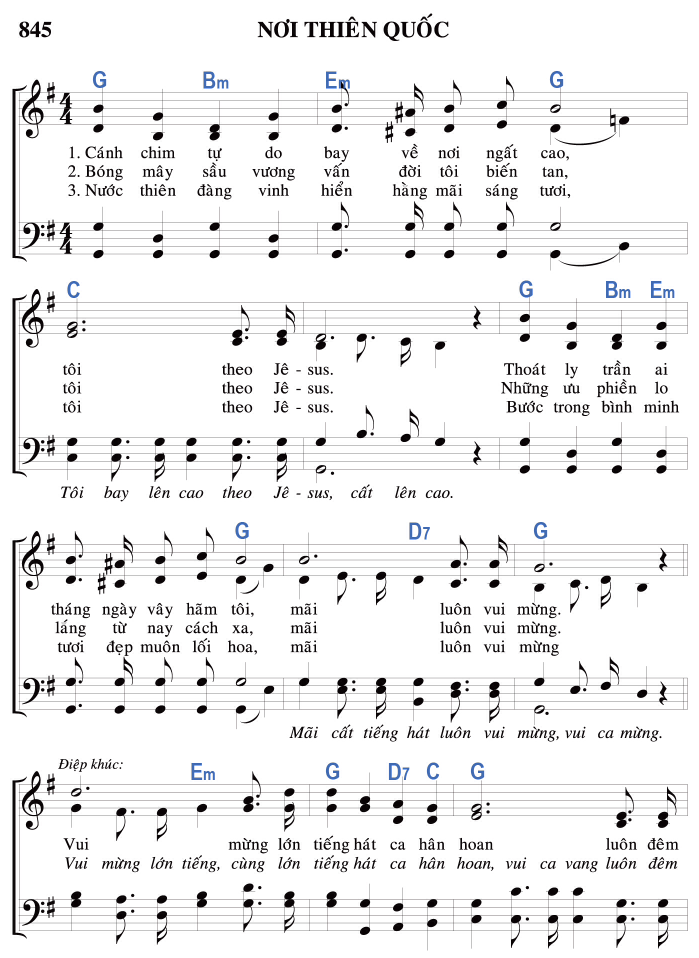 845 NƠI THIÊN QUỐC
G Bm Em G
1. Cánh chim tự do bay về nơi ngất cao,
2. Bóng mây sầu vương vấn đời tôi biến tan,
3. Nước thiên đàng vinh hiển hằng mãi sáng tươi,
C G Bm Em
tôi theo Jê - sus. Thoát ly trần ai
tôi theo Jê - sus. Những ưu phiền lo
tôi theo Jê - sus. Bước trong bình minh
Tôi bay lên cao theo Jê - sus, cất lên cao.
G D7 G
tháng ngày vây hãm tôi, mãi luôn vui mừng.
lắng từ nay cách xa, mãi luôn vui mừng.
tươi đẹp muôn lối hoa, mãi luôn vui mừng
Mãi cất tiếng hát luôn vui mừng, vui ca mừng.
Điệp khúc:
Em G D7 C G
Vui mừng lớn tiếng hát ca hân hoan luôn đêm
Vui mừng lớn tiếng, cùng lớn tiếng hát ca hân hoan, vui ca vang luôn đêm